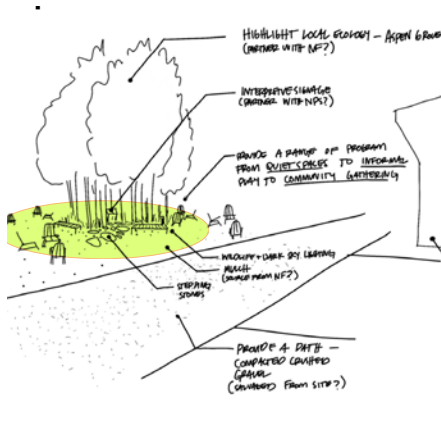 HIGHLIGHT LOCAL ECOLOGY – ASPEN GROVE
(PARTNER WITH NF?)
INTERPRETIVE SIGNAGE
(PARTNER WITH NPS?)
PROVIDE A RANGE OF PROGRAM
FROM QUIET SPACES TO INFORMAL
PLAY TO COMMUNITY GATHERING
WILDLIFE + DARK SKY LIGHTING
MULCH
(SOURCE FROM NF?)
STEPPING
STONES
PROVIDE A PATH –
COMPACTED CRUSHED
GRAVEL
(SALVAGED FROM SITE?)